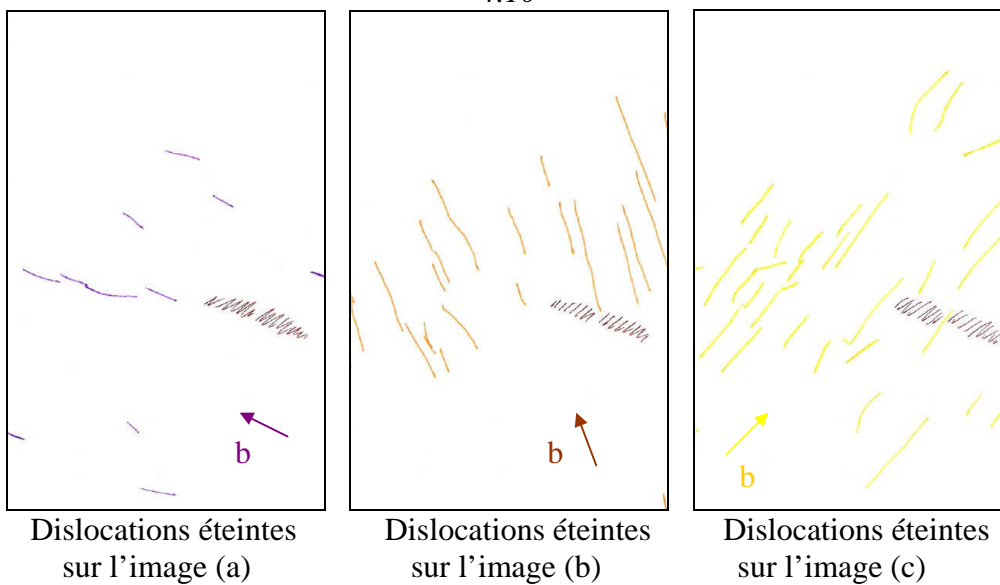 b
b
b
Dislocations éteintes
sur l’image (a)
Dislocations éteintes
sur l’image (b)
Dislocations éteintes
sur l’image (c)